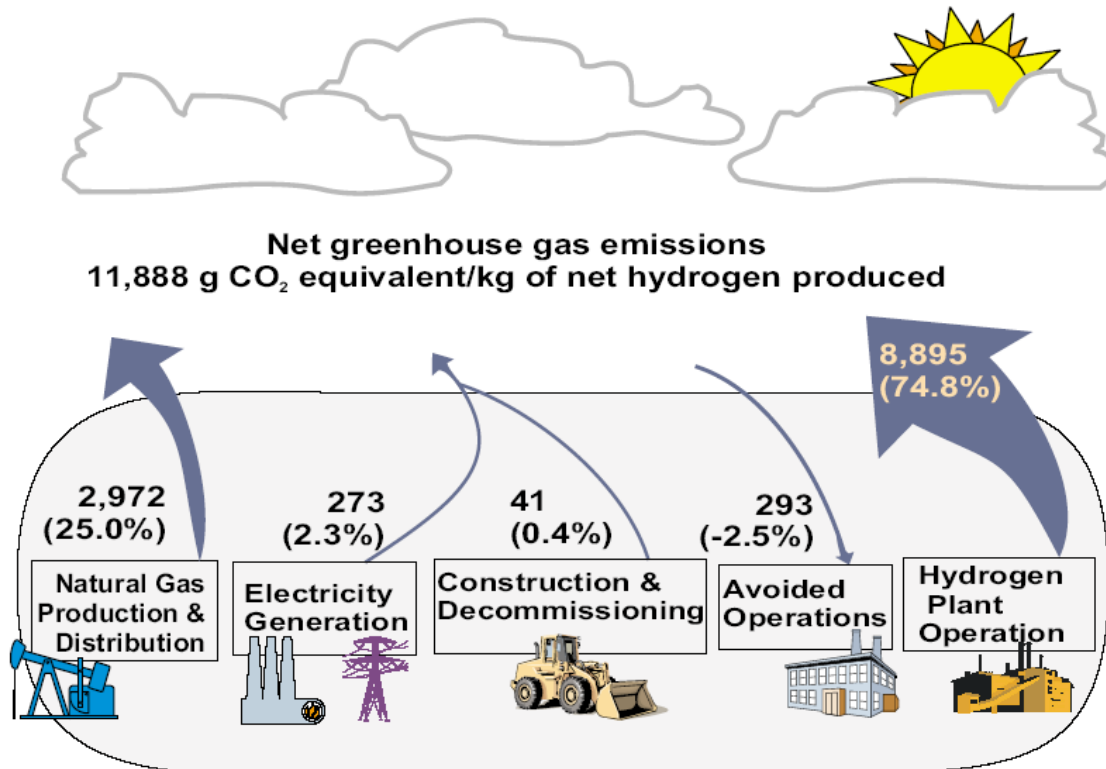 Net greenhouse gas emissions
11,888 g CO₂ equivalent/kg of net hydrogen produced
8,895
(74.8%)
2,972
(25.0%)
273
(2.3%)
41
(0.4%)
293
(-2.5%)
Natural Gas
Production &
Distribution
Electricity
Generation
Construction &
Decommissioning
Avoided
Operations
Hydrogen
Plant
Operation